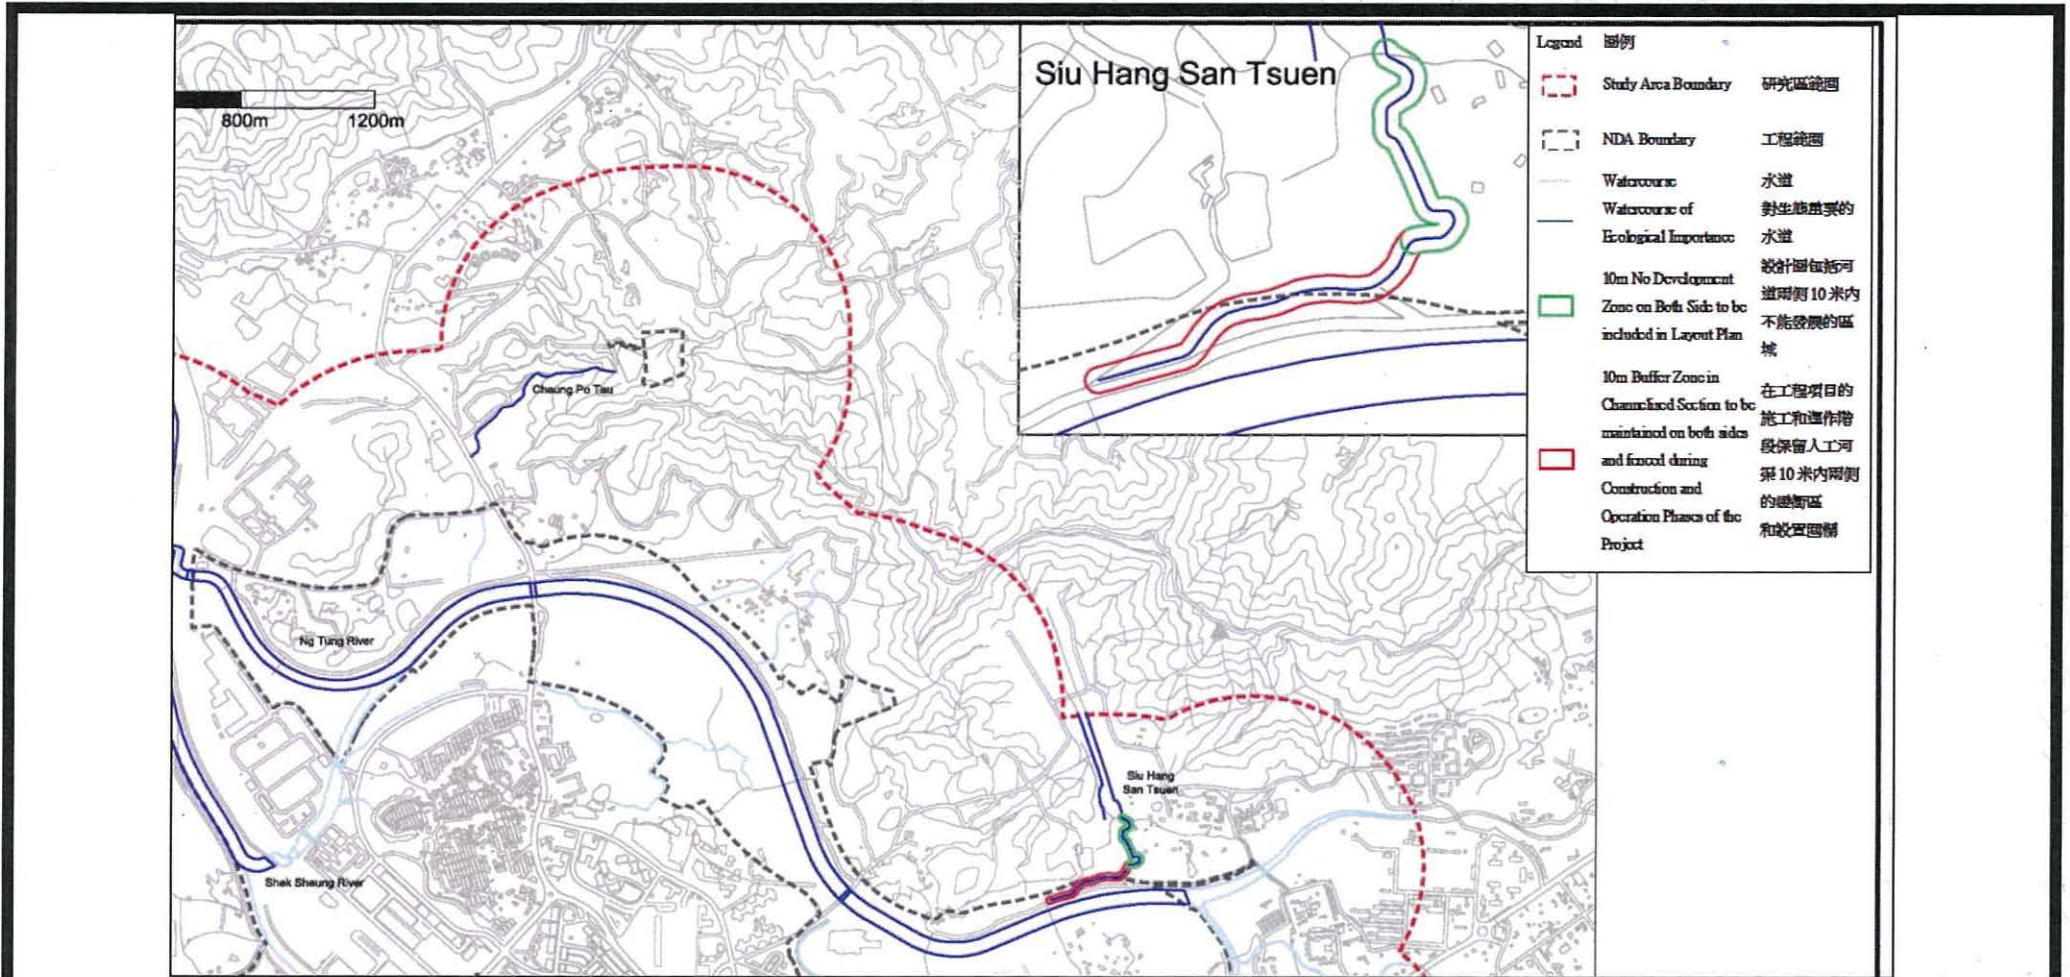 800m
1200m
Cheung Po Tau
Ng Tung River
Shek Sheung River
Siu Hang
San Tsuen
Siu Hang San Tsuen
Legend 圖例
Study Area Boundary 研究區範圍
NDA Boundary 工程範圍
Watercourse 水道
Watercourse of 對生態重要的
Ecological Importance 水道
10m No Development 設計圖包括河
Zone on Both Side to be 道兩側 10 米內
included in Layout Plan 不能發展的區
域
10m Buffer Zone in
Channelised Section to be 在工程項目的
maintained on both sides 施工和運作階
and fenced during 段保留人工河
Construction and 渠 10 米內兩側
Operation Phases of the 的緩衝區
Project 和設置圍欄